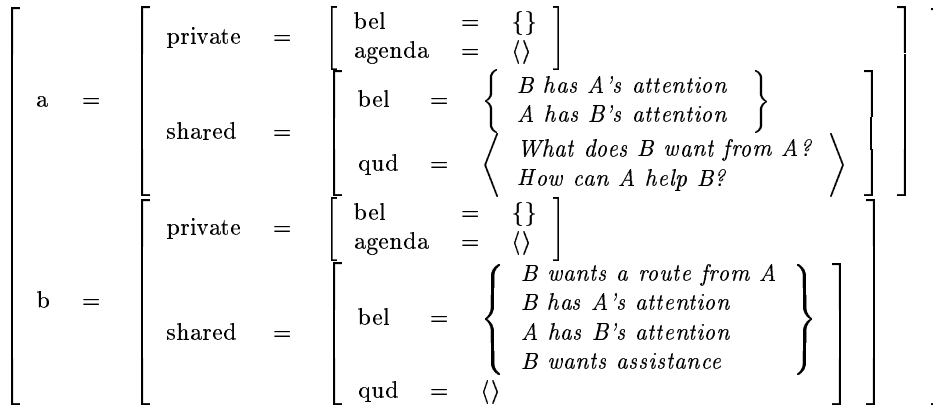 a = private = bel = {}
agenda = ⟨⟩
shared = bel = { B has A's attention
A has B's attention }
qud = ⟨ What does B want from A?
How can A help B? ⟩
b = private = bel = {}
agenda = ⟨⟩
shared = bel = { B wants a route from A
B has A's attention
A has B's attention
B wants assistance }
qud = ⟨⟩